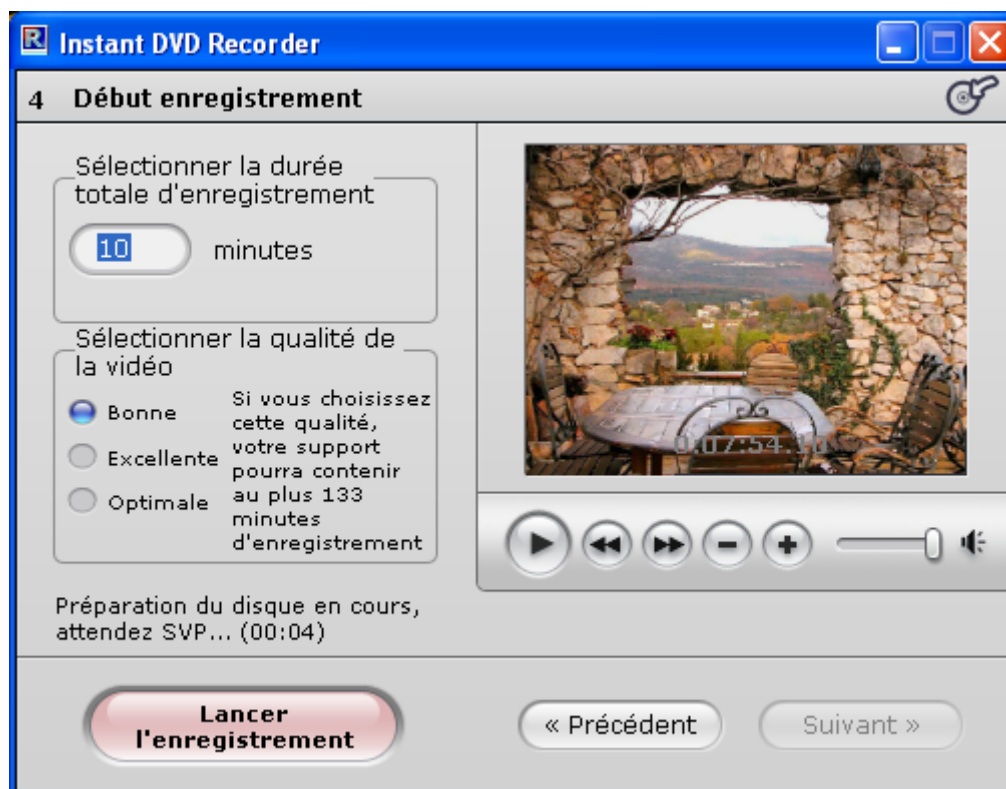 Instant DVD Recorder
4 Début enregistrement
Sélectionner la durée
totale d'enregistrement
10 minutes
Sélectionner la qualité de
la vidéo
Bonne
Excellente
Optimale
Si vous choisissez
cette qualité,
votre support
pourra contenir
au plus 133
minutes
d'enregistrement
Préparation du disque en cours,
attendez SVP... (00:04)
Lancer
l'enregistrement
« Précédent
Suivant »